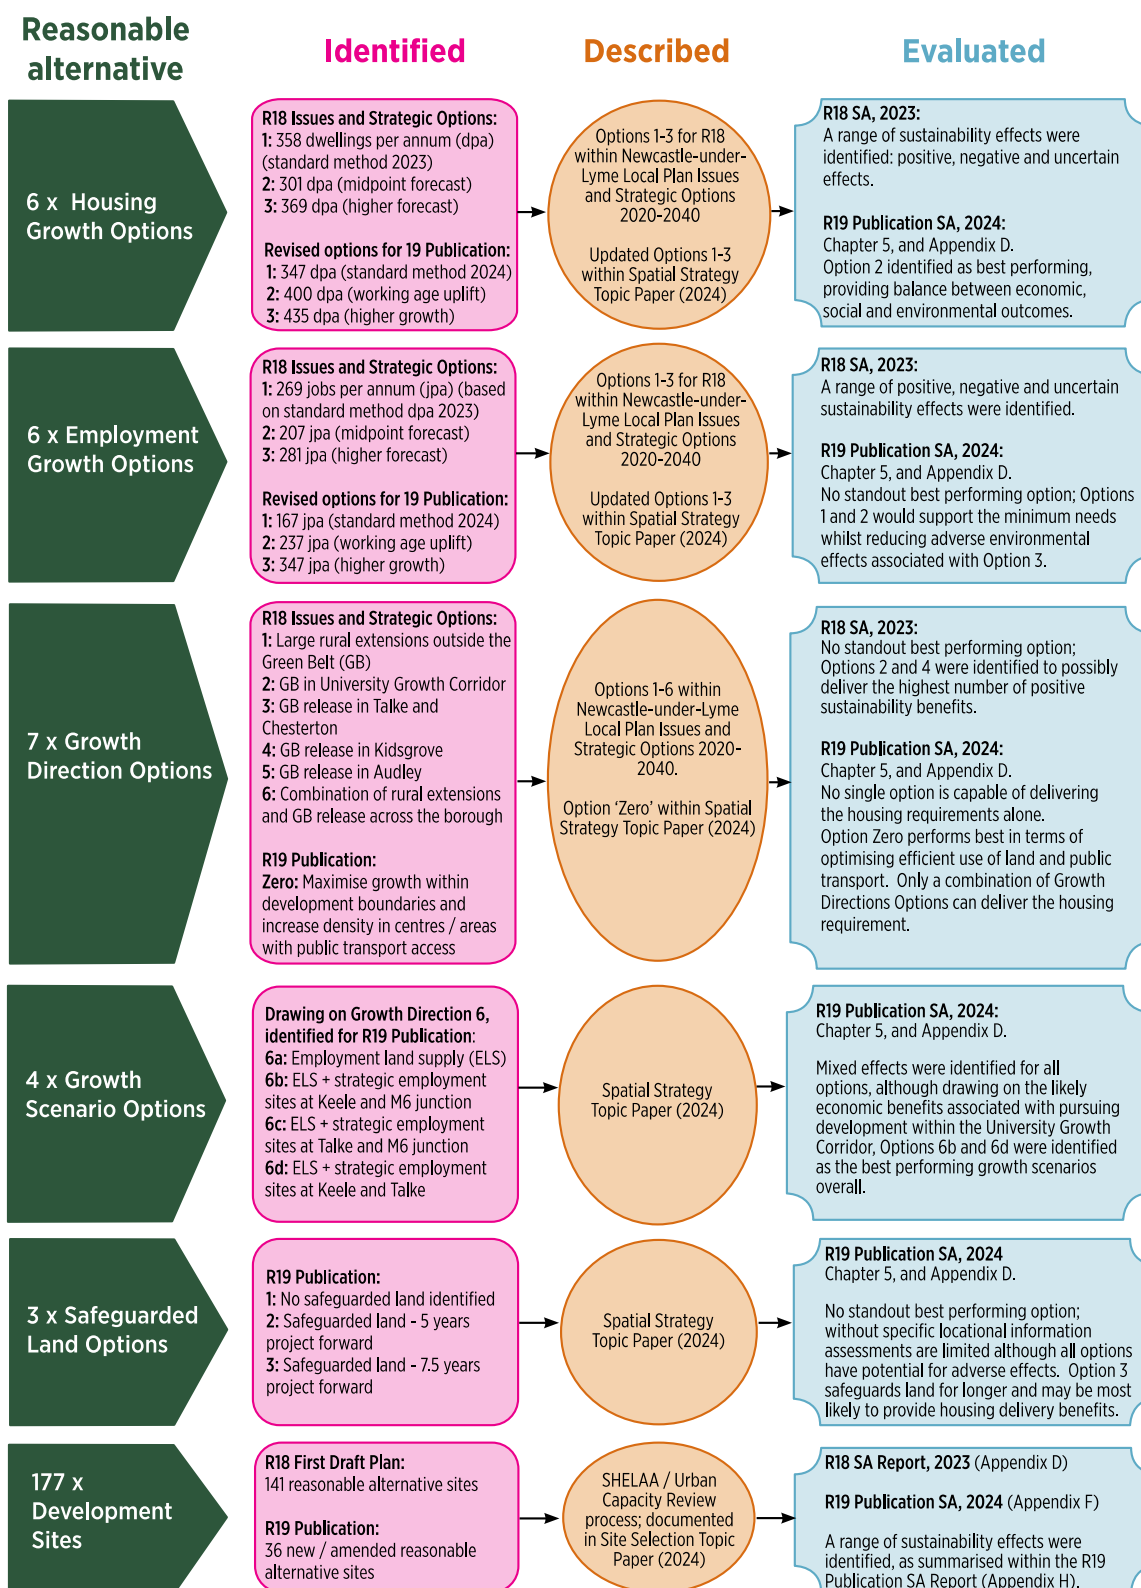 Reasonable
alternative
Identified
Described
Evaluated
6 x Housing
Growth Options
R18 Issues and Strategic Options:
1: 358 dwellings per annum (dpa)
(standard method 2023)
2: 301 dpa (midpoint forecast)
3: 369 dpa (higher forecast)
Revised options for 19 Publication:
1: 347 dpa (standard method 2024)
2: 400 dpa (working age uplift)
3: 435 dpa (higher growth)
Options 1-3 for R18
within Newcastle-under-
Lyme Local Plan Issues
and Strategic Options
2020-2040
Updated Options 1-3
within Spatial Strategy
Topic Paper (2024)
R18 SA, 2023:
A range of sustainability effects were
identified: positive, negative and uncertain
effects.
R19 Publication SA, 2024:
Chapter 5, and Appendix D.
Option 2 identified as best performing,
providing balance between economic,
social and environmental outcomes.
6 x Employment
Growth Options
R18 Issues and Strategic Options:
1: 269 jobs per annum (jpa) (based
on standard method dpa 2023)
2: 207 jpa (midpoint forecast)
3: 281 jpa (higher forecast)
Revised options for 19 Publication:
1: 167 jpa (standard method 2024)
2: 237 jpa (working age uplift)
3: 347 jpa (higher growth)
Options 1-3 for R18
within Newcastle-under-
Lyme Local Plan Issues
and Strategic Options
2020-2040
Updated Options 1-3
within Spatial Strategy
Topic Paper (2024)
R18 SA, 2023:
A range of positive, negative and uncertain
sustainability effects were identified.
R19 Publication SA, 2024:
Chapter 5, and Appendix D.
No standout best performing option; Options
1 and 2 would support the minimum needs
whilst reducing adverse environmental
effects associated with Option 3.
7 x Growth
Direction Options
R18 Issues and Strategic Options:
1: Large rural extensions outside the
Green Belt (GB)
2: GB in University Growth Corridor
3: GB release in Talke and
Chesterton
4: GB release in Kidsgrove
5: GB release in Audley
6: Combination of rural extensions
and GB release across the borough
R19 Publication:
Zero: Maximise growth within
development boundaries and
increase density in centres / areas
with public transport access
Options 1-6 within
Newcastle-under-Lyme
Local Plan Issues and
Strategic Options 2020-
2040.
Option ‘Zero’ within Spatial
Strategy Topic Paper (2024)
R18 SA, 2023:
No standout best performing option;
Options 2 and 4 were identified to possibly
deliver the highest number of positive
sustainability benefits.
R19 Publication SA, 2024:
Chapter 5, and Appendix D.
No single option is capable of delivering
the housing requirements alone.
Option Zero performs best in terms of
optimising efficient use of land and public
transport. Only a combination of Growth
Directions Options can deliver the housing
requirement.
4 x Growth
Scenario Options
Drawing on Growth Direction 6,
identified for R19 Publication:
6a: Employment land supply (ELS)
6b: ELS + strategic employment
sites at Keele and M6 junction
6c: ELS + strategic employment
sites at Talke and M6 junction
6d: ELS + strategic employment
sites at Keele and Talke
Spatial Strategy
Topic Paper (2024)
R19 Publication SA, 2024:
Chapter 5, and Appendix D.
Mixed effects were identified for all
options, although drawing on the likely
economic benefits associated with pursuing
development within the University Growth
Corridor, Options 6b and 6d were identified
as the best performing growth scenarios
overall.
3 x Safeguarded
Land Options
R19 Publication:
1: No safeguarded land identified
2: Safeguarded land - 5 years
project forward
3: Safeguarded land - 7.5 years
project forward
Spatial Strategy
Topic Paper (2024)
R19 Publication SA, 2024
Chapter 5, and Appendix D.
No standout best performing option;
without specific locational information
assessments are limited although all options
have potential for adverse effects. Option 3
safeguards land for longer and may be most
likely to provide housing delivery benefits.
177 x
Development
Sites
R18 First Draft Plan:
141 reasonable alternative sites
R19 Publication:
36 new / amended reasonable
alternative sites
SHELAA / Urban
Capacity Review
process; documented
in Site Selection Topic
Paper (2024)
R18 SA Report, 2023 (Appendix D)
R19 Publication SA, 2024 (Appendix F)
A range of sustainability effects were
identified, as summarised within the R19
Publication SA Report (Appendix H).